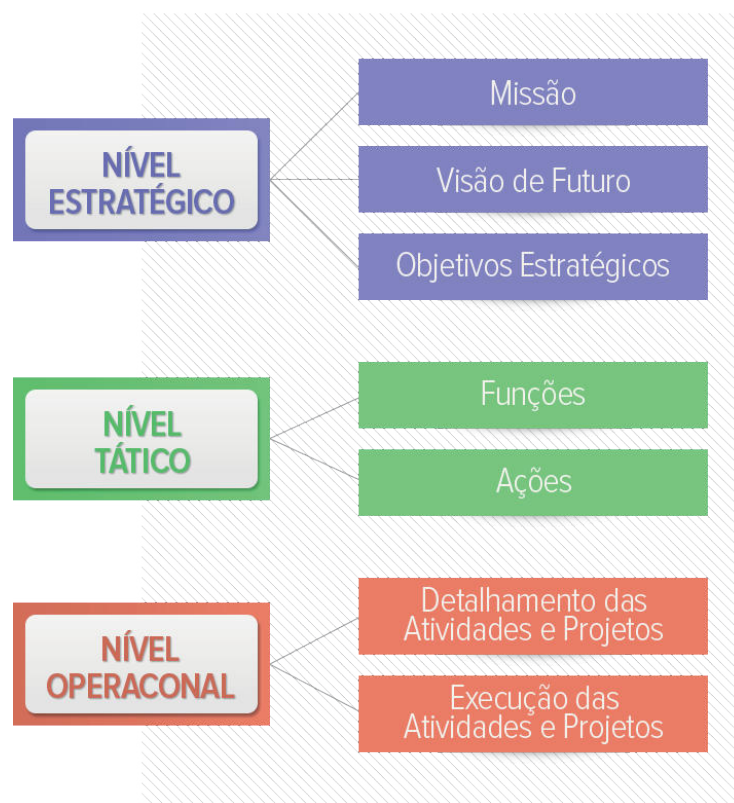 NÍVEL
ESTRATÉGICO
Missão
Visão de Futuro
Objetivos Estratégicos
NÍVEL
TÁTICO
Funções
Ações
NÍVEL
OPERACONAL
Detalhamento das
Atividades e Projetos
Execução das
Atividades e Projetos